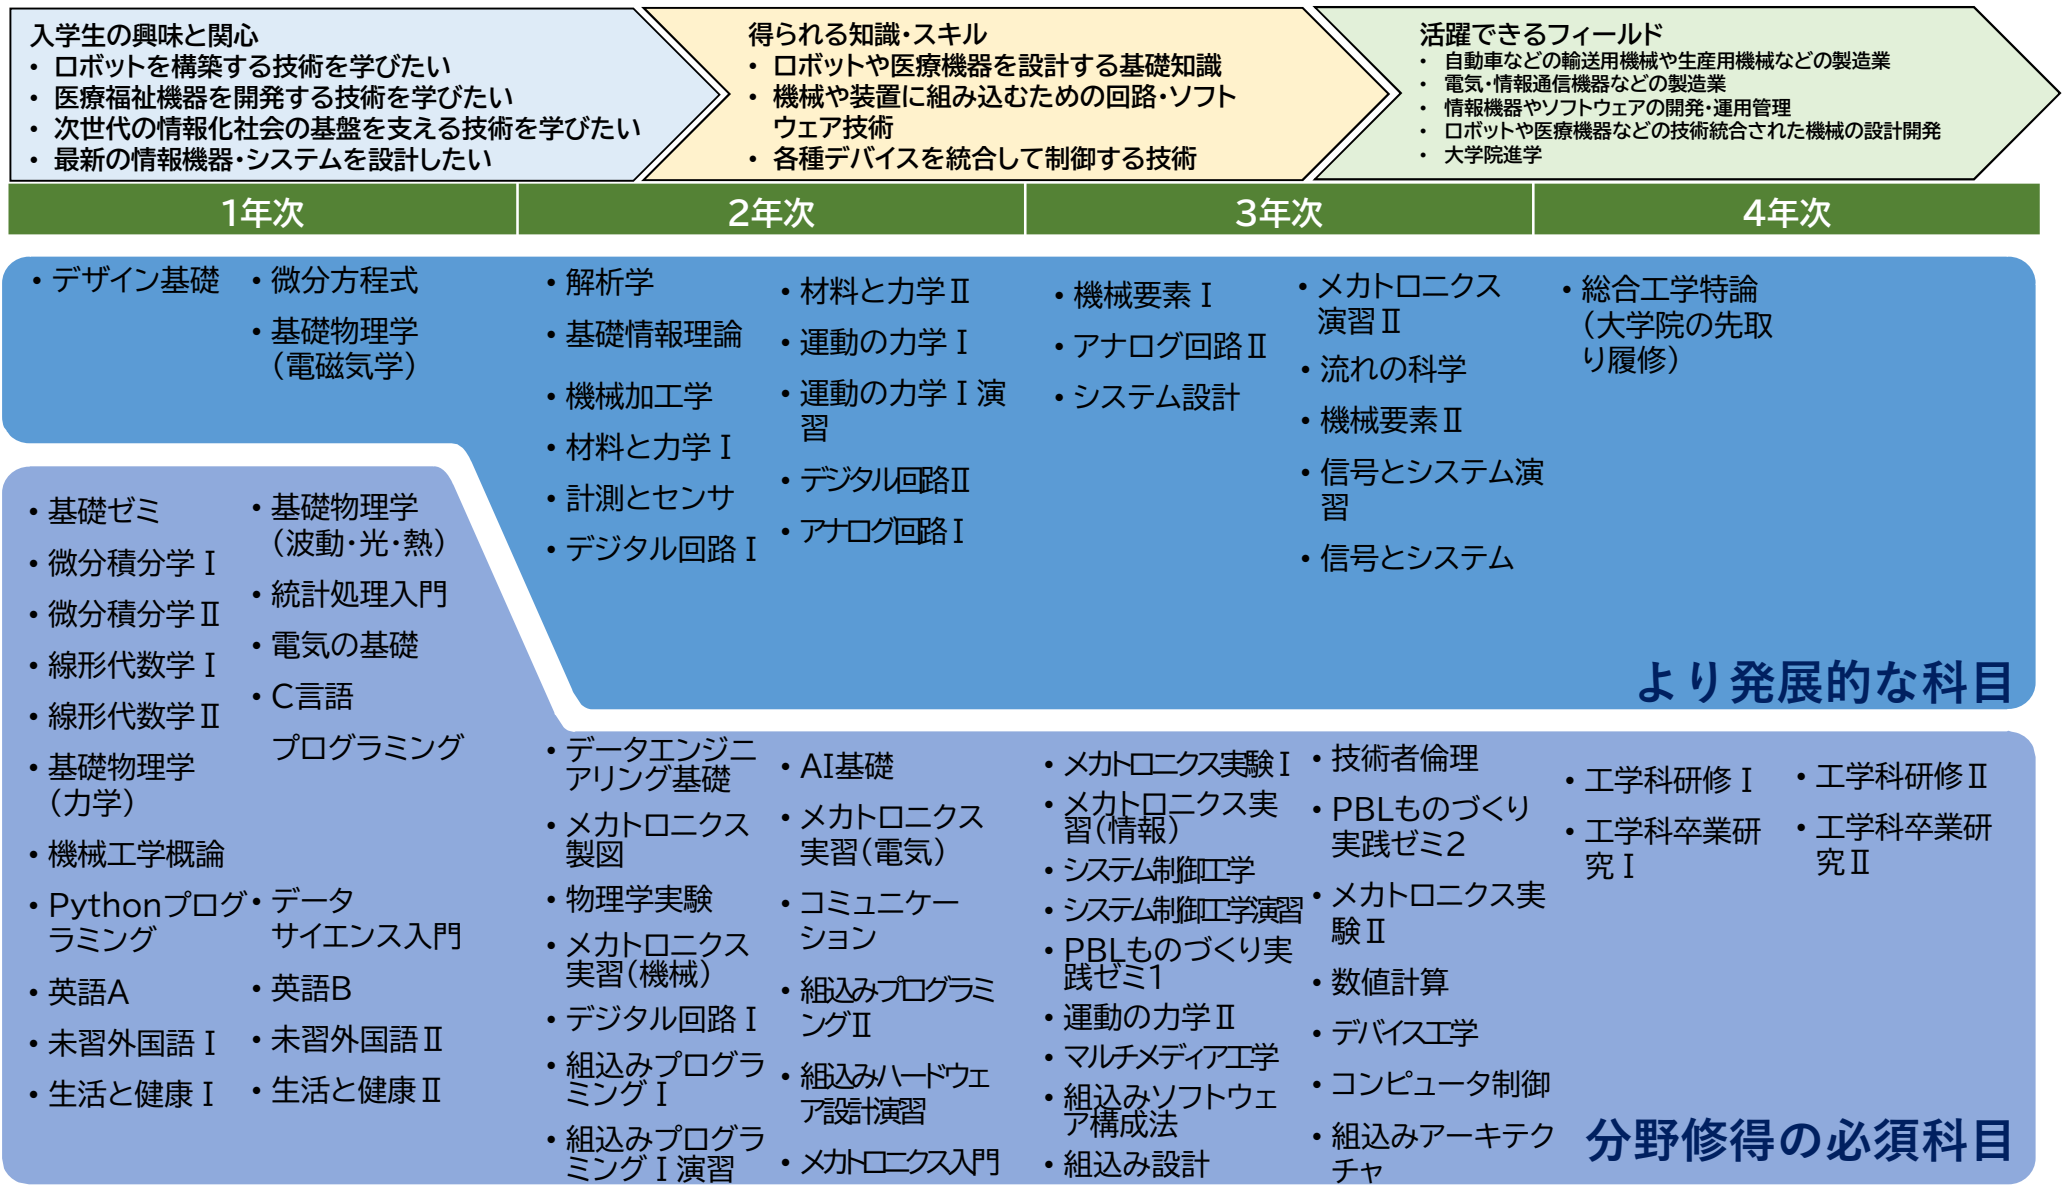 入学生の興味と関心
• ロボットを構築する技術を学びたい
• 医療福祉機器を開発する技術を学びたい
• 次世代の情報化社会の基盤を支える技術を学びたい
• 最新の情報機器・システムを設計したい
得られる知識・スキル
• ロボットや医療機器を設計する基礎知識
• 機械や装置に組み込むための回路・ソフト
ウェア技術
• 各種デバイスを統合して制御する技術
活躍できるフィールド
• 自動車などの輸送用機械や生産用機械などの製造業
• 電気・情報通信機器などの製造業
• 情報機器やソフトウェアの開発・運用管理
• ロボットや医療機器などの技術統合された機械の設計開発
• 大学院進学
1年次
2年次
3年次
4年次
• デザイン基礎
• 微分方程式
• 基礎物理学
（電磁気学）
• 解析学
• 基礎情報理論
• 機械加工学
• 材料と力学Ⅰ
• 計測とセンサ
• デジタル回路Ⅰ
• 材料と力学Ⅱ
• 運動の力学Ⅰ
• 運動の力学Ⅰ演
習
• デジタル回路Ⅱ
• アナログ回路Ⅰ
• 機械要素Ⅰ
• アナログ回路Ⅱ
• システム設計
• メカトロニクス
演習Ⅱ
• 流れの科学
• 機械要素Ⅱ
• 信号とシステム演
習
• 信号とシステム
• 総合工学特論
（大学院の先取
り履修）
より発展的な科目
• 基礎ゼミ
• 微分積分学Ⅰ
• 微分積分学Ⅱ
• 線形代数学Ⅰ
• 線形代数学Ⅱ
• 基礎物理学
（力学）
• 機械工学概論
• Pythonプログ
ラミング
• 英語A
• 未習外国語Ⅰ
• 生活と健康Ⅰ
• 基礎物理学
（波動・光・熱）
• 統計処理入門
• 電気の基礎
• C言語
プログラミング
• データ
サイエンス入門
• 英語B
• 未習外国語Ⅱ
• 生活と健康Ⅱ
• データエンジニ
アリング基礎
• メカトロニクス
製図
• 物理学実験
• メカトロニクス
実習（機械）
• デジタル回路Ⅰ
• 組込みプログラ
ミングⅠ
• 組込みプログラ
ミングⅠ演習
• AI基礎
• メカトロニクス
実習（電気）
• コミュニケー
ション
• 組込みプログラミ
ングⅡ
• 組込みハードウェ
ア設計演習
• メカトロニクス入門
• メカトロニクス実験Ⅰ
• メカトロニクス実
習（情報）
• システム制御工学
• システム制御工学演習
• PBLものづくり実
践ゼミ1
• 運動の力学Ⅱ
• マルチメディア工学
• 組込みソフトウェ
ア構成法
• 組込み設計
• 技術者倫理
• PBLものづくり
実践ゼミ2
• メカトロニクス実
験Ⅱ
• 数値計算
• デバイス工学
• コンピュータ制御
• 組込みアーキテク
チャ
• 工学科研修Ⅰ
• 工学科卒業研
究Ⅰ
• 工学科研修Ⅱ
• 工学科卒業研
究Ⅱ
分野修得の必須科目